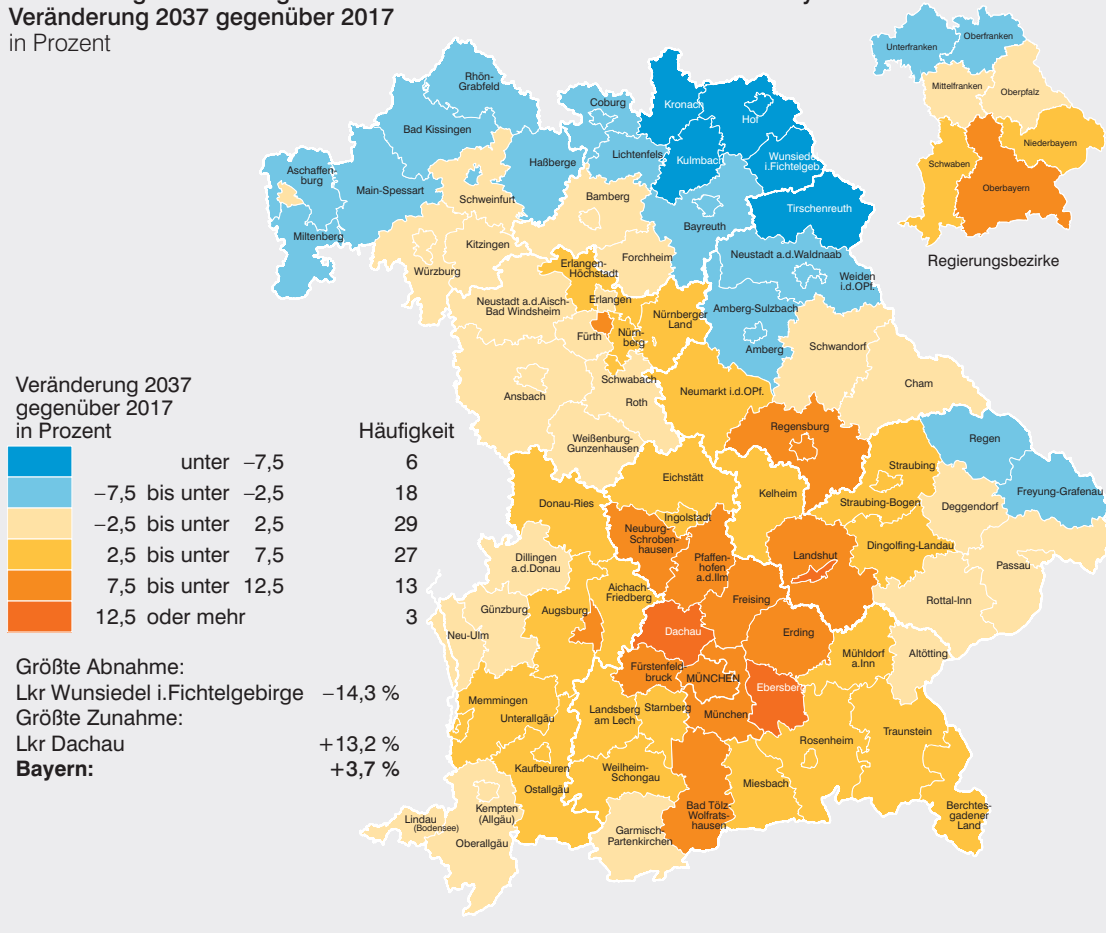 Veränderung 2037 gegenüber 2017
in Prozent
Unterfranken
Oberfranken
Mittelfranken
Oberpfalz
Niederbayern
Schwaben
Oberbayern
Regierungsbezirke
Rhön-
Grabfeld
Coburg
Kronach
Hof
Bad Kissingen
Lichtenfels
Kulmbach
Wunsiedel
i.Fichtelgeb.
Haßberge
Aschaffen-
burg
Main-Spessart
Schweinfurt
Bamberg
Tirschenreuth
Bayreuth
Miltenberg
Kitzingen
Würzburg
Forchheim
Neustadt a.d.Waldnaab
Erlangen-
Höchstadt
Weiden
i.d.OPf.
Neustadt a.d.Aisch-
Bad Windsheim
Erlangen
Nürnberger
Land
Amberg-Sulzbach
Fürth
Nürn-
berg
Amberg
Schwandorf
Schwabach
Ansbach
Roth
Neumarkt i.d.OPf.
Cham
Weißenburg-
Gunzenhausen
Regensburg
Regen
Straubing
Freyung-Grafenau
Eichstätt
Kelheim
Straubing-Bogen
Donau-Ries
Deggendorf
Ingolstadt
Neuburg-
Schroben-
hausen
Dingolfing-Landau
Dillingen
a.d.Donau
Pfaffen-
hofen
a.d.Ilm
Landshut
Passau
Aichach-
Friedberg
Rottal-Inn
Günzburg
Augsburg
Freising
Neu-Ulm
Dachau
Erding
Mühldorf
a.Inn
Altötting
Fürstenfeld-
bruck
MÜNCHEN
Ebersberg
Memmingen
Landsberg
am Lech
Starnberg
München
Unterallgäu
Traunstein
Rosenheim
Kaufbeuren
Weilheim-
Schongau
Miesbach
Ostallgäu
Bad Tölz-
Wolfrats-
hausen
Berchtes-
gadener
Land
Kempten
(Allgäu)
Lindau
(Bodensee)
Garmisch-
Partenkirchen
Oberallgäu
Veränderung 2037
gegenüber 2017
in Prozent Häufigkeit
unter −7,5 6
−7,5 bis unter −2,5 18
−2,5 bis unter 2,5 29
2,5 bis unter 7,5 27
7,5 bis unter 12,5 13
12,5 oder mehr 3
Größte Abnahme:
Lkr Wunsiedel i.Fichtelgebirge −14,3 %
Größte Zunahme:
Lkr Dachau +13,2 %
Bayern: +3,7 %